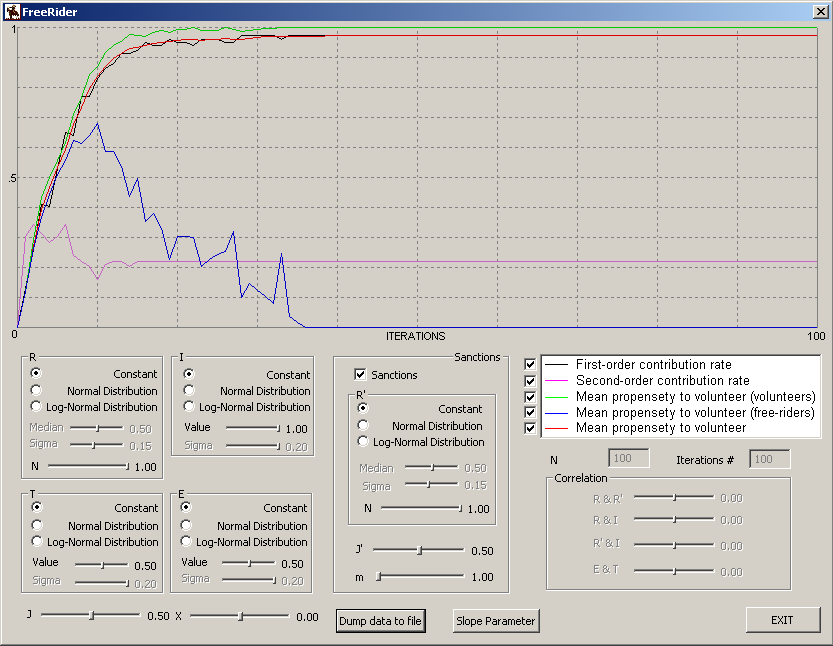 FreeRider
1
.5
0
ITERATIONS
100
R
Constant
Normal Distribution
Log-Normal Distribution
Median 0.50
Sigma 0.15
N 1.00
I
Constant
Normal Distribution
Log-Normal Distribution
Value 1.00
Sigma 0.20
T
Constant
Normal Distribution
Log-Normal Distribution
Value 0.50
Sigma 0.20
E
Constant
Normal Distribution
Log-Normal Distribution
Value 0.50
Sigma 0.20
J 0.50
X 0.00
Sanctions
Sanctions
R'
Constant
Normal Distribution
Log-Normal Distribution
Median 0.50
Sigma 0.15
N 1.00
J' 0.50
m 1.00
First-order contribution rate
Second-order contribution rate
Mean propensety to volunteer (volunteers)
Mean propensety to volunteer (free-riders)
Mean propensety to volunteer
N 100 Iterations # 100
Correlation
R & R' 0.00
R & I 0.00
R' & I 0.00
E & T 0.00
Dump data to file
Slope Parameter
EXIT